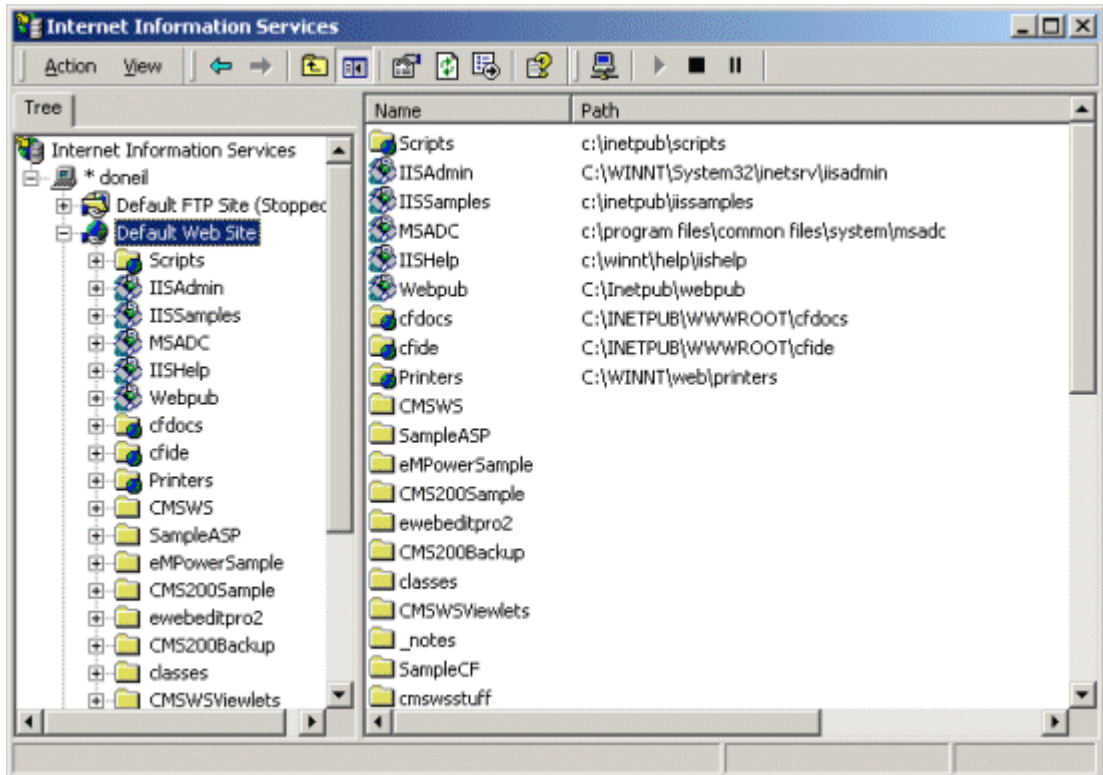 Internet Information Services
Action View
Tree
Internet Information Services
* doneil
Default FTP Site (Stopped
Default Web Site
Scripts
IISAdmin
IISSamples
MSADC
IISHelp
Webpub
cfdocs
cfide
Printers
CMSWS
SampleASP
eMPowerSample
CMS200Sample
ewebeditpro2
CMS200Backup
classes
CMSWSViewlets
Name Path
Scripts c:\inetpub\scripts
IISAdmin C:\WINNT\System32\inetsrv\iisadmin
IISSamples c:\inetpub\iissamples
MSADC c:\program files\common files\system\msadc
IISHelp c:\winnt\help\iishelp
Webpub C:\Inetpub\webpub
cfdocs C:\INETPUB\WWWROOT\cfdocs
cfide C:\INETPUB\WWWROOT\cfide
Printers C:\WINNT\web\printers
CMSWS
SampleASP
eMPowerSample
CMS200Sample
ewebeditpro2
CMS200Backup
classes
CMSWSViewlets
_notes
SampleCF
cmswsstuff